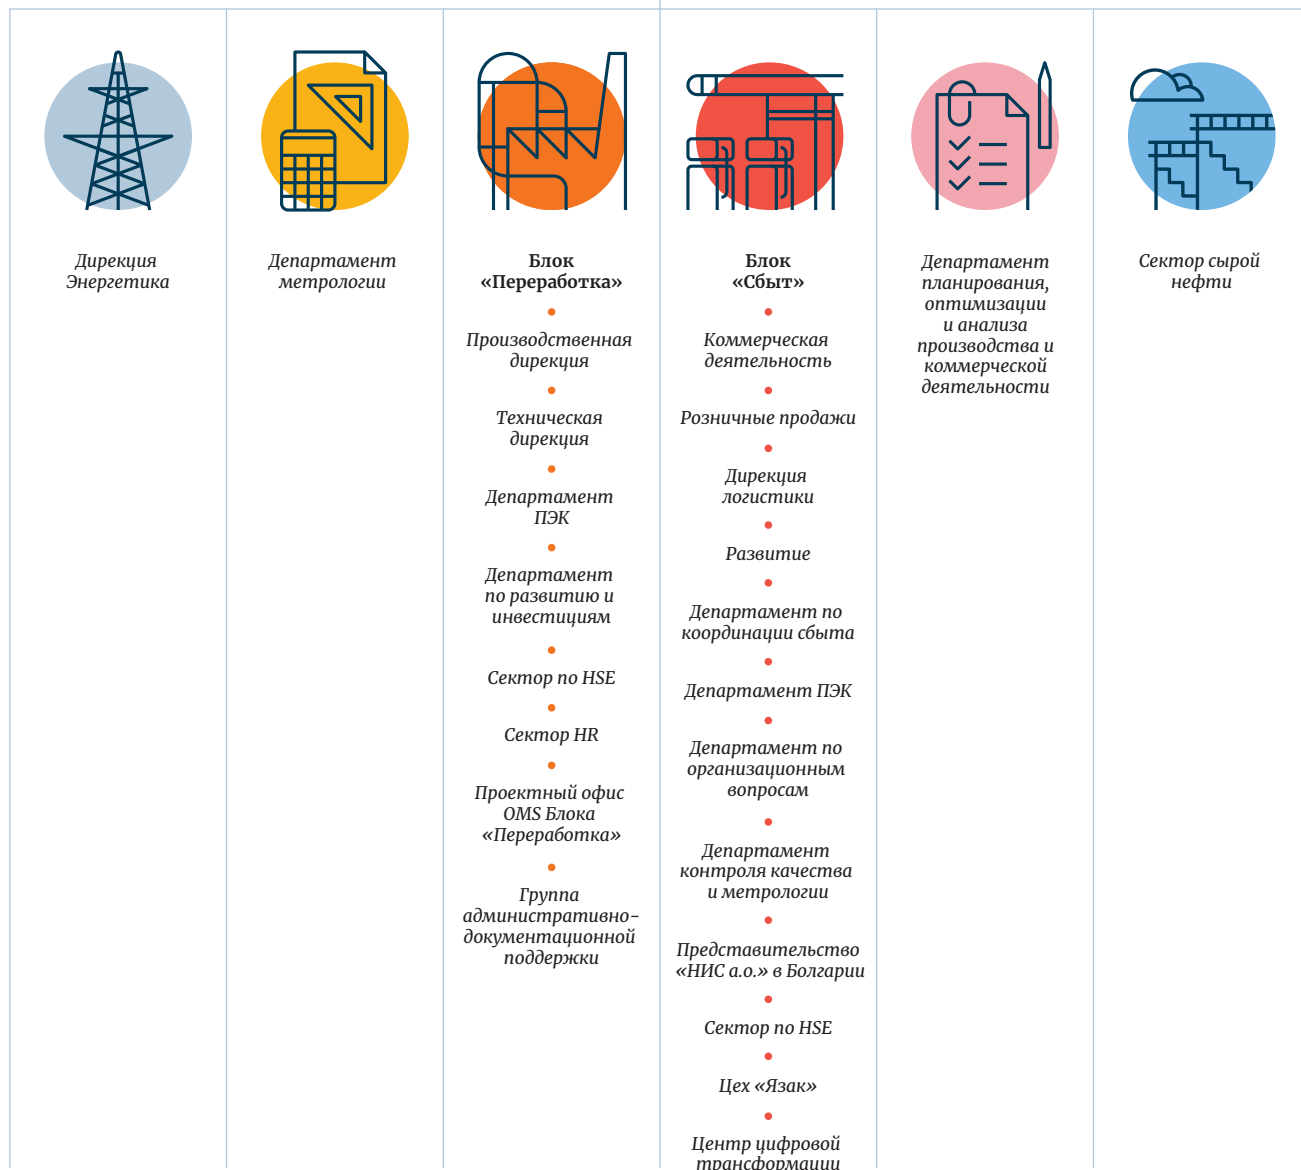 Дирекция
Энергетика
Департамент
метрологии
Блок
«Переработка»
Производственная
дирекция
Техническая
дирекция
Департамент
ПЭК
Департамент
по развитию и
инвестициям
Сектор по HSE
Сектор HR
Проектный офис
OMS Блока
«Переработка»
Группа
административно-
документационной
поддержки
Блок
«Сбыт»
Коммерческая
деятельность
Розничные продажи
Дирекция
логистики
Развитие
Департамент по
координации сбыта
Департамент ПЭК
Департамент по
организационным
вопросам
Департамент
контроля качества
и метрологии
Представительство
«НИС а.о.» в Болгарии
Сектор по HSE
Цех «Язак»
Центр цифровой
трансформации
Департамент
планирования,
оптимизации
и анализа
производства и
коммерческой
деятельности
Сектор сырой
нефти